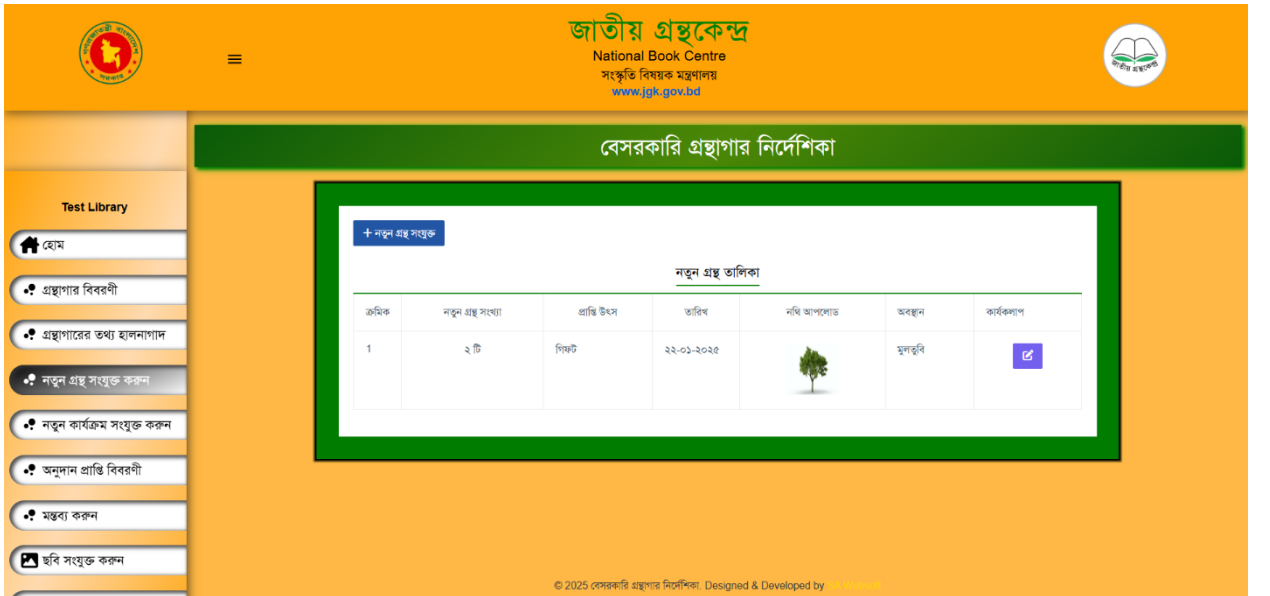 জাতীয় গ্রন্থকেন্দ্র
National Book Centre
সংস্কৃতি বিষয়ক মন্ত্রণালয়
www.jgk.gov.bd
বেসরকারি গ্রন্থাগার নির্দেশিকা
Test Library
হোম
গ্রন্থাগার বিবরণী
গ্রন্থাগারের তথ্য হালনাগাদ
নতুন গ্রন্থ সংযুক্ত করুন
নতুন কার্যক্রম সংযুক্ত করুন
অনুদান প্রাপ্তি বিবরণী
মন্তব্য করুন
ছবি সংযুক্ত করুন
+ নতুন গ্রন্থ সংযুক্ত
নতুন গ্রন্থ তালিকা
ক্রমিক নতুন গ্রন্থ সংখ্যা প্রাপ্তি উৎস তারিখ নথি আপলোড অবস্থান কার্যকলাপ
1 ২ টি গিফট ২২-০১-২০২৫ মুলতুবি
© 2025 বেসরকারি গ্রন্থাগার নির্দেশিকা. Designed & Developed by